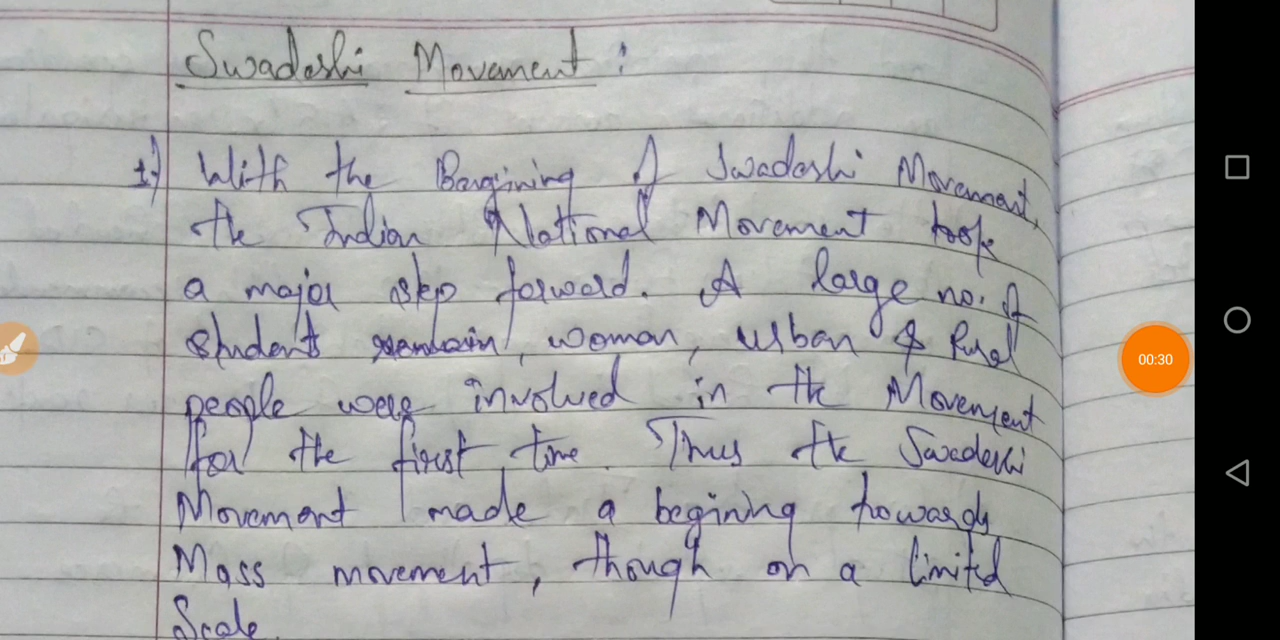 Swadeshi Movement :
1) With the Begining of Swadeshi Movement,
the Indian National Movement took
a major step forward. A large no. of
students, woman, urban & Rural
people were involved in the Movement
for the first time. Thus the Swadeshi
Movement made a begining towards
Mass movement, though on a limited
Scale.
00:30